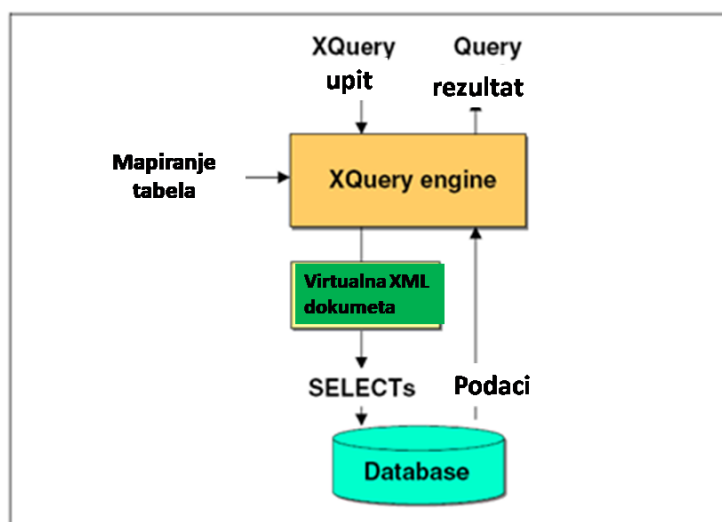 XQuery
upit
Query
rezultat
Mapiranje
tabela
XQuery engine
Virtualna XML
dokumeta
SELECTs
Podaci
Database